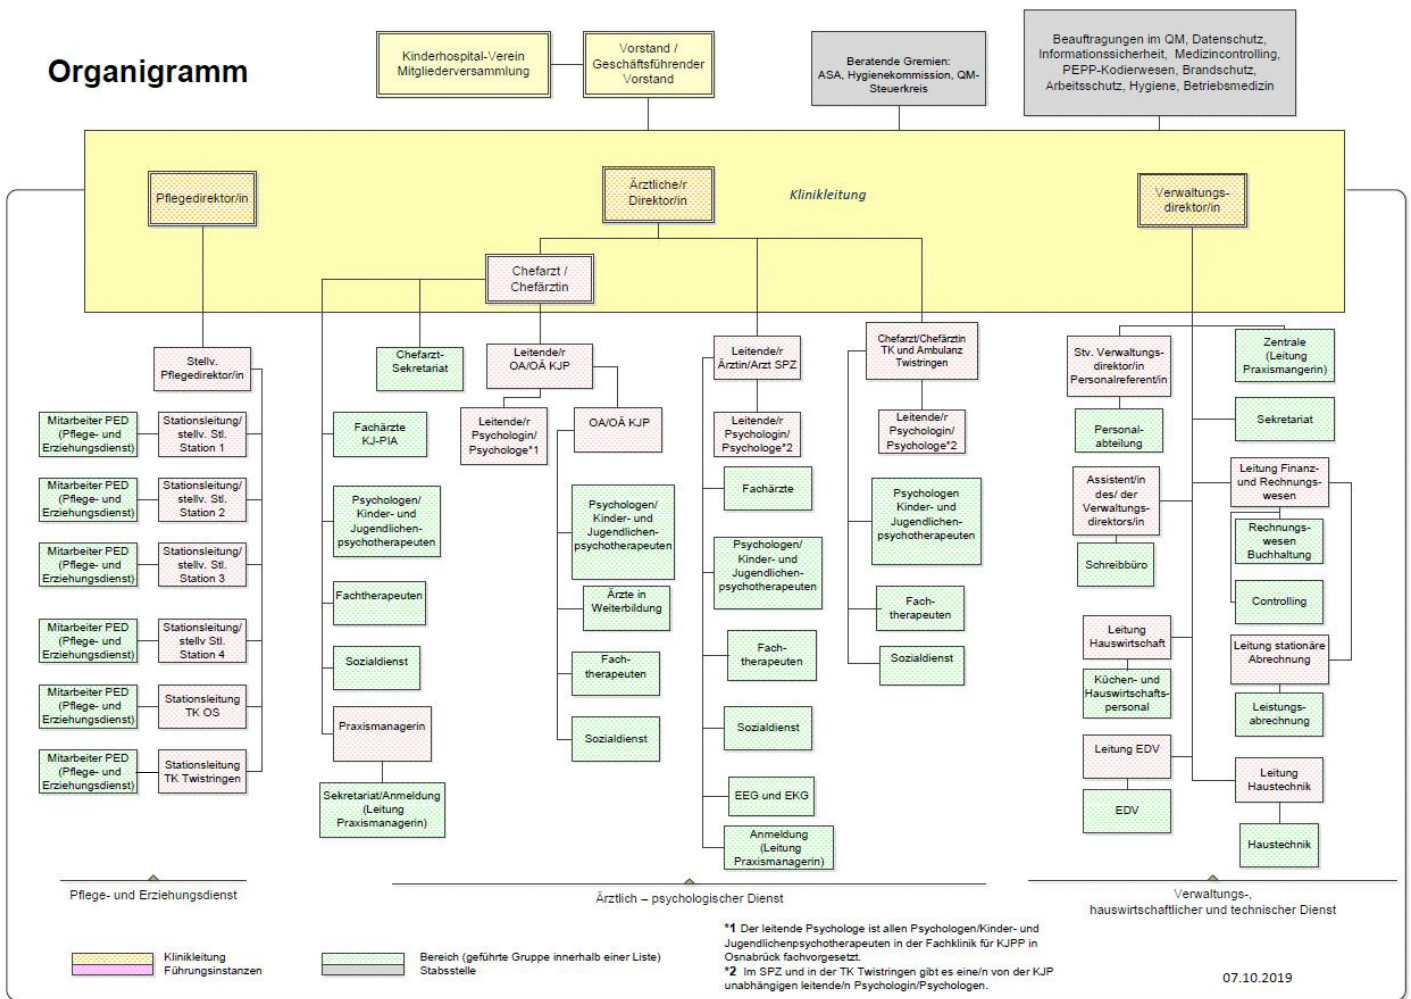 Organigramm
Kinderhospital-Verein
Mitgliederversammlung
Vorstand /
Geschäftsführender
Vorstand
Beratende Gremien:
ASA, Hygienekommission, QM-
Steuerkreis
Beauftragungen im QM, Datenschutz,
Informationssicherheit, Medizincontrolling,
PEPP-Kodierwesen, Brandschutz,
Arbeitsschutz, Hygiene, Betriebsmedizin
Pflegedirektor/in
Ärztliche/r
Direktor/in
Klinikleitung
Verwaltungs-
direktor/in
Chefarzt /
Chefärztin
Stellv.
Pflegedirektor/in
Mitarbeiter PED
(Pflege- und
Erziehungsdienst)
Stationsleitung/
stellv. Stl.
Station 1
Mitarbeiter PED
(Pflege- und
Erziehungsdienst)
Stationsleitung/
stellv. Stl.
Station 2
Mitarbeiter PED
(Pflege- und
Erziehungsdienst)
Stationsleitung/
stellv. Stl.
Station 3
Mitarbeiter PED
(Pflege- und
Erziehungsdienst)
Stationsleitung/
stellv Stl.
Station 4
Mitarbeiter PED
(Pflege- und
Erziehungsdienst)
Stationsleitung
TK OS
Mitarbeiter PED
(Pflege- und
Erziehungsdienst)
Stationsleitung
TK Twistringen
Chefarzt-
Sekretariat
Fachärzte
KJ-PIA
Psychologen/
Kinder- und
Jugendlichen-
psychotherapeuten
Fachtherapeuten
Sozialdienst
Praxismanagerin
Sekretariat/Anmeldung
(Leitung
Praxismanagerin)
Leitende/r
OA/OÄ KJP
Leitende/r
Psychologin/
Psychologe*1
OA/OÄ KJP
Psychologen/
Kinder- und
Jugendlichen-
psychotherapeuten
Ärzte in
Weiterbildung
Fach-
therapeuten
Sozialdienst
Leitende/r
Ärztin/Arzt SPZ
Leitende/r
Psychologin/
Psychologe*2
Fachärzte
Psychologen/
Kinder- und
Jugendlichen-
psychotherapeuten
Fach-
therapeuten
Sozialdienst
EEG und EKG
Anmeldung
(Leitung
Praxismanagerin)
Chefarzt/Chefärztin
TK und Ambulanz
Twistringen
Leitende/r
Psychologin/
Psychologe*2
Psychologen
Kinder- und
Jugendlichen-
psychotherapeuten
Fach-
therapeuten
Sozialdienst
Stv. Verwaltungs-
direktor/in
Personalreferent/in
Personal-
abteilung
Assistent/in
des/ der
Verwaltungs-
direktors/in
Schreibbüro
Leitung
Hauswirtschaft
Küchen- und
Hauswirtschafts-
personal
Leitung EDV
EDV
Zentrale
(Leitung
Praxismangerin)
Sekretariat
Leitung Finanz-
und Rechnungs-
wesen
Rechnungs-
wesen
Buchhaltung
Controlling
Leitung stationäre
Abrechnung
Leistungs-
abrechnung
Leitung
Haustechnik
Haustechnik
Pflege- und Erziehungsdienst
Ärztlich – psychologischer Dienst
Verwaltungs-,
hauswirtschaftlicher und technischer Dienst
Klinikleitung
Führungsinstanzen
Bereich (geführte Gruppe innerhalb einer Liste)
Stabsstelle
*1 Der leitende Psychologe ist allen Psychologen/Kinder- und
Jugendlichenpsychotherapeuten in der Fachklinik für KJPP in
Osnabrück fachvorgesetzt.
*2 Im SPZ und in der TK Twistringen gibt es eine/n von der KJP
unabhängigen leitende/n Psychologin/Psychologen.
07.10.2019